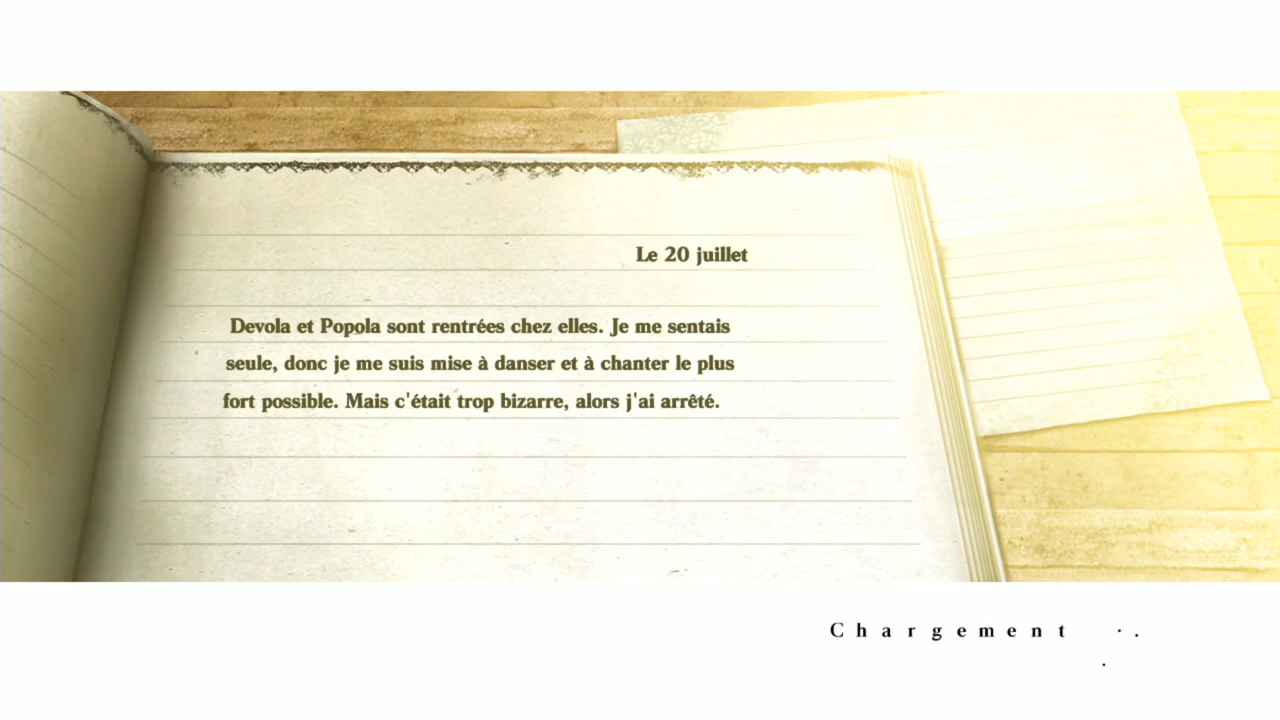 Le 20 juillet
Devola et Popola sont rentrées chez elles. Je me sentais
seule, donc je me suis mise à danser et à chanter le plus
fort possible. Mais c'était trop bizarre, alors j'ai arrêté.
Chargement